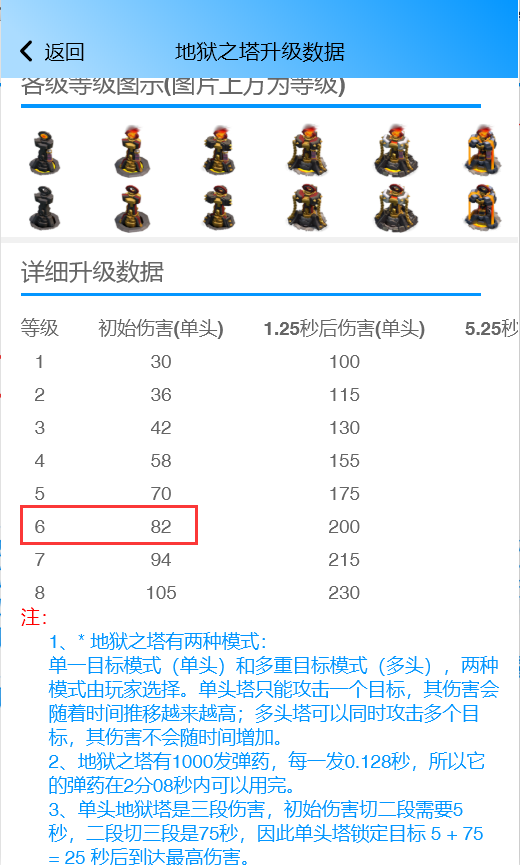 返回
地狱之塔升级数据
各级等级图示(图片上方为等级)
详细升级数据
等级 初始伤害(单头) 1.25秒后伤害(单头) 5.25秒
1 30 100
2 36 115
3 42 130
4 58 155
5 70 175
6 82 200
7 94 215
8 105 230
注：
1、* 地狱之塔有两种模式：
单一目标模式（单头）和多重目标模式（多头），两种
模式由玩家选择。单头塔只能攻击一个目标，其伤害会
随着时间推移越来越高；多头塔可以同时攻击多个目
标，其伤害不会随时间增加。
2、地狱之塔有1000发弹药，每一发0.128秒，所以它
的弹药在2分08秒内可以用完。
3、单头地狱塔是三段伤害，初始伤害切二段需要5
秒，二段切三段是75秒，因此单头塔锁定目标 5 + 75
= 25 秒后到达最高伤害。